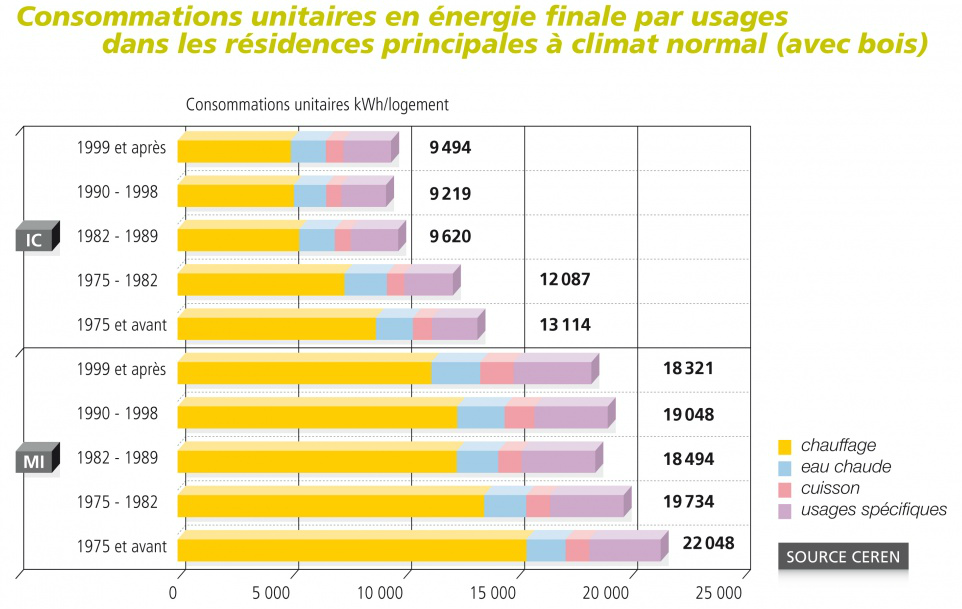 Consommations unitaires en énergie finale par usages
dans les résidences principales à climat normal (avec bois)
Consommations unitaires kWh/logement
1999 et après 9 494
1990 - 1998 9 219
IC 1982 - 1989 9 620
1975 - 1982 12 087
1975 et avant 13 114
1999 et après 18 321
1990 - 1998 19 048
MI 1982 - 1989 18 494
1975 - 1982 19 734
1975 et avant 22 048
0 5 000 10 000 15 000 20 000 25 000
chauffage
eau chaude
cuisson
usages spécifiques
SOURCE CEREN